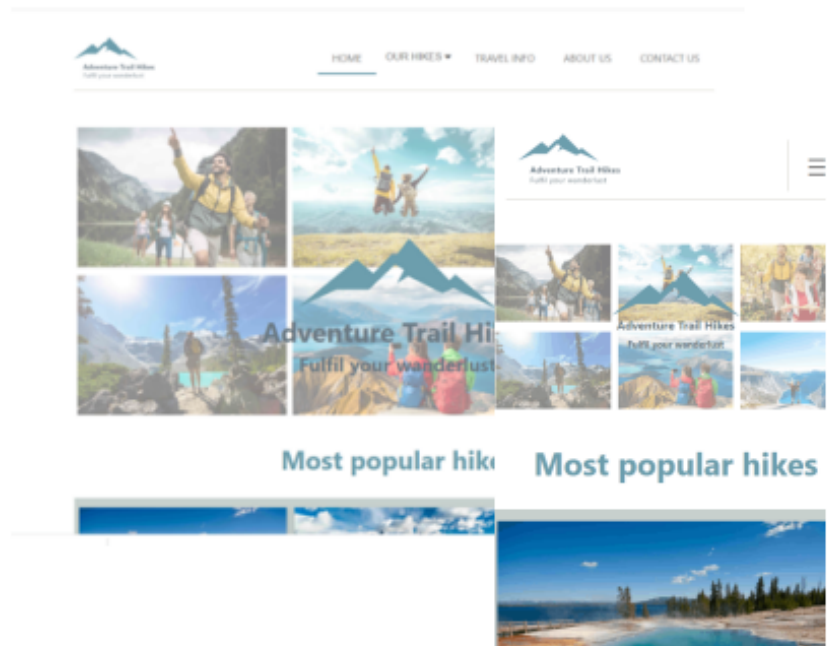 Adventure Trail Hikes
Fulfil your wanderlust
HOME
OUR HIKES
TRAVEL INFO
ABOUT US
CONTACT US
Adventure Trail Hi
Fulfil your wanderlust
Most popular hike
Adventure Trail Hikes
Fulfil your wanderlust
Adventure Trail Hikes
Fulfil your wanderlust
Most popular hikes